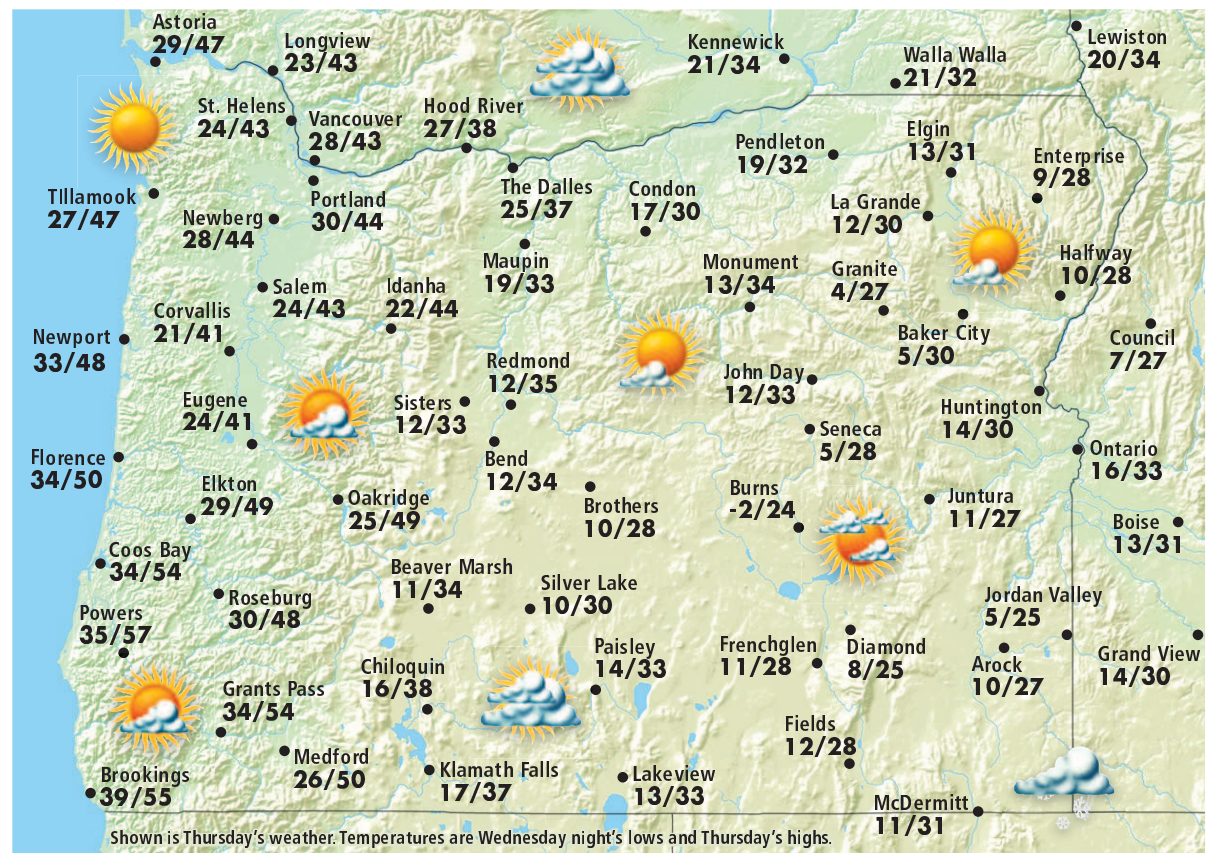 Astoria
29/47
Longview
23/43
Kennewick
21/34
Walla Walla
21/32
Lewiston
20/34
St. Helens
24/43
Vancouver
28/43
Hood River
27/38
Pendleton
19/32
Elgin
13/31
Enterprise
9/28
TIllamook
27/47
Newberg
28/44
Portland
30/44
The Dalles
25/37
Condon
17/30
La Grande
12/30
Maupin
19/33
Monument
13/34
Granite
4/27
Halfway
10/28
Salem
24/43
Idanha
22/44
Corvallis
21/41
Newport
33/48
Baker City
5/30
Council
7/27
Redmond
12/35
John Day
12/33
Eugene
24/41
Sisters
12/33
Huntington
14/30
Seneca
5/28
Florence
34/50
Bend
12/34
Ontario
16/33
Elkton
29/49
Oakridge
25/49
Brothers
10/28
Burns
-2/24
Juntura
11/27
Boise
13/31
Coos Bay
34/54
Beaver Marsh
11/34
Silver Lake
10/30
Jordan Valley
5/25
Roseburg
30/48
Powers
35/57
Paisley
14/33
Frenchglen
11/28
Diamond
8/25
Arock
10/27
Grand View
14/30
Chiloquin
16/38
Grants Pass
34/54
Fields
12/28
Medford
26/50
Klamath Falls
17/37
Lakeview
13/33
Brookings
39/55
McDermitt
11/31
Shown is Thursday's weather. Temperatures are Wednesday night's lows and Thursday's highs.